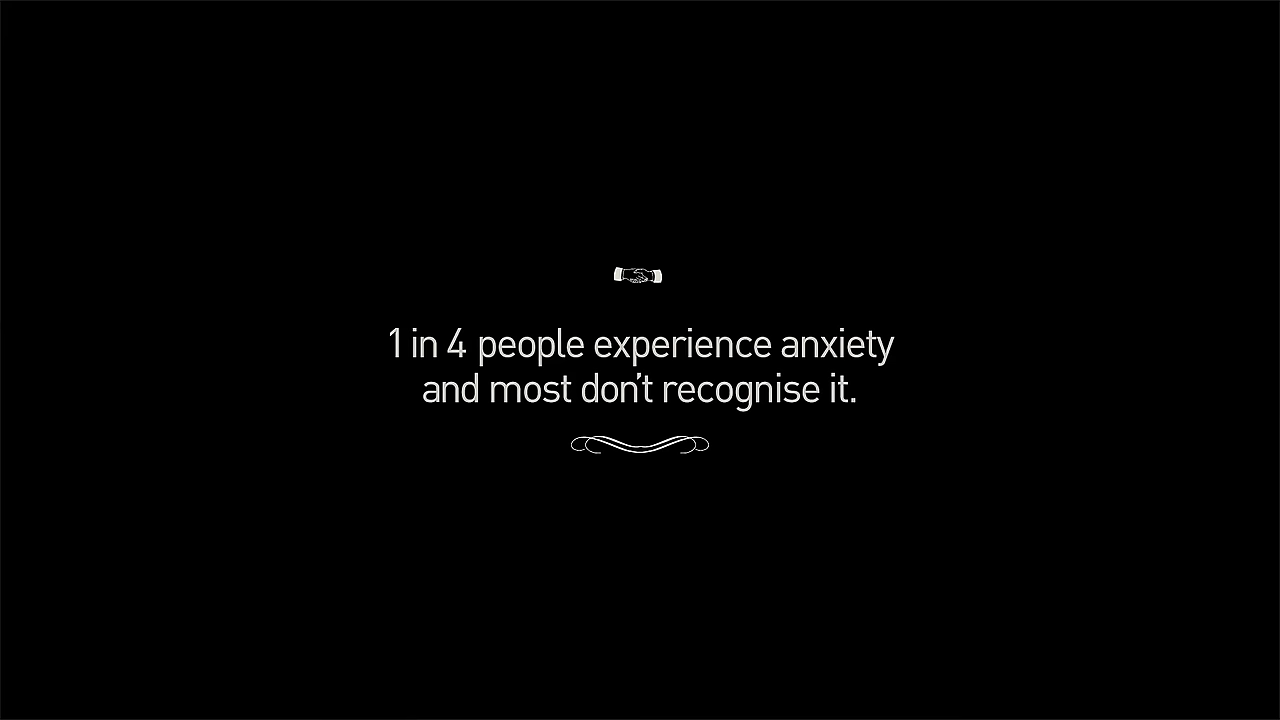 1 in 4 people experience anxiety
and most don't recognise it.